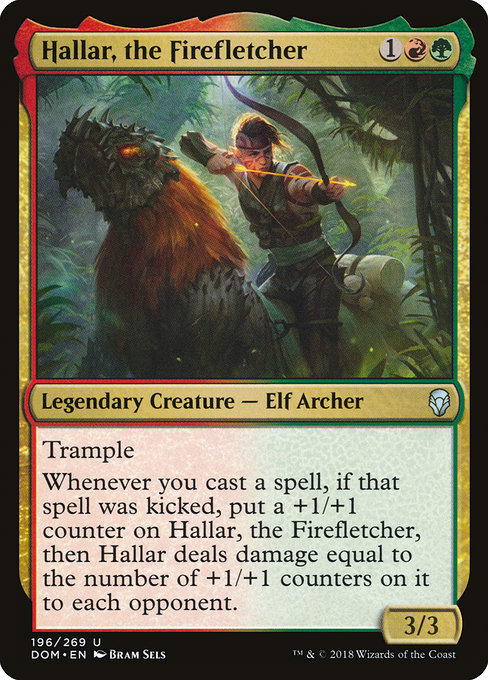 Hallar, the Firefletcher 1
Legendary Creature — Elf Archer
Trample
Whenever you cast a spell, if that
spell was kicked, put a +1/+1
counter on Hallar, the Firefletcher,
then Hallar deals damage equal to
the number of +1/+1 counters on it
to each opponent.
3/3
196/269 U
DOM • EN Bram Sels
™ & © 2018 Wizards of the Coast